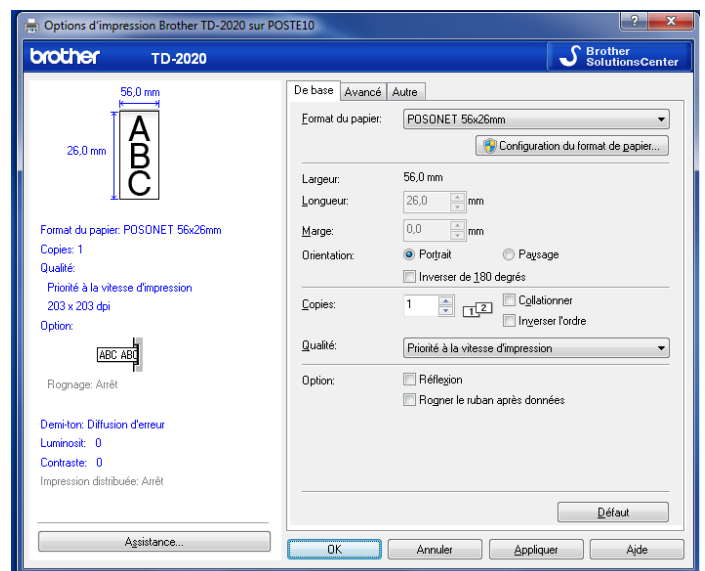 Options d'impression Brother TD-2020 sur POSTE10
?
X
brother TD-2020
Brother
SolutionsCenter
56,0 mm
26,0 mm
A
B
C
Format du papier: POSONET 56x26mm
Copies: 1
Qualité:
Priorité à la vitesse d'impression
203 x 203 dpi
Option:
ABC ABC
Rognage: Arrêt
Demi-ton: Diffusion d'erreur
Luminosit: 0
Contraste: 0
Impression distribuée: Arrêt
Assistance...
De base Avancé Autre
Format du papier: POSONET 56x26mm
Configuration du format de papier...
Largeur: 56,0 mm
Longueur: 26,0 mm
Marge: 0,0 mm
Orientation: Portrait Paysage
Inverser de 180 degrés
Copies: 1 1 2 Collationner
Inverser l'ordre
Qualité: Priorité à la vitesse d'impression
Option: Réflexion
Rogner le ruban après données
Défaut
OK Annuler Appliquer Aide